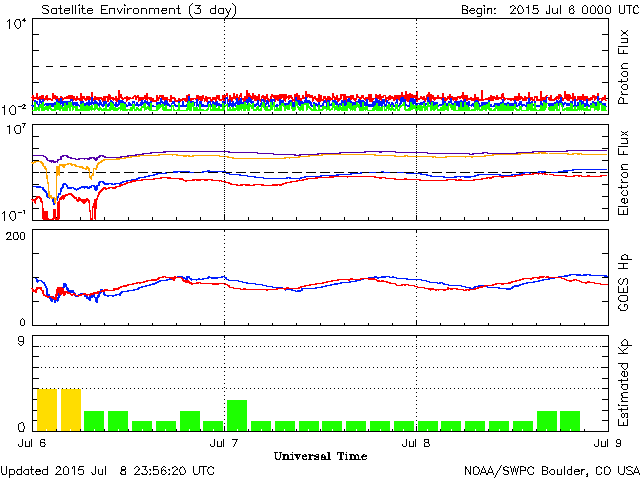 Satellite Environment (3 day) Begin: 2015 Jul 6 0000 UTC
10⁴
10⁻²
Proton Flux
10⁷
10⁻¹
Electron Flux
200
0
GOES Hp
9
0
Estimated Kp
Jul 6 Jul 7 Jul 8 Jul 9
Universal Time
Updated 2015 Jul 8 23:56:20 UTC NOAA/SWPC Boulder, CO USA